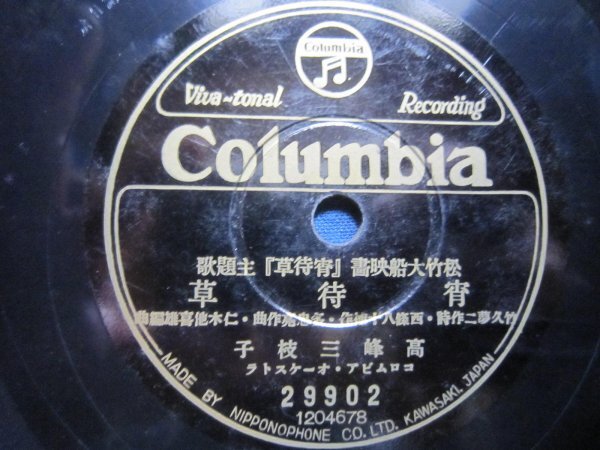 Columbia
Viva-tonal Recording
Columbia
松竹大船映畫『宵待草』主題歌
宵待草
竹久夢二作詩・西條八十補作・多忠亮作曲・仁木他喜雄編曲
高峰三枝子
コロムビア・オーケストラ
29902
1204678
MADE BY NIPPONOPHONE CO. LTD. KAWASAKI, JAPAN